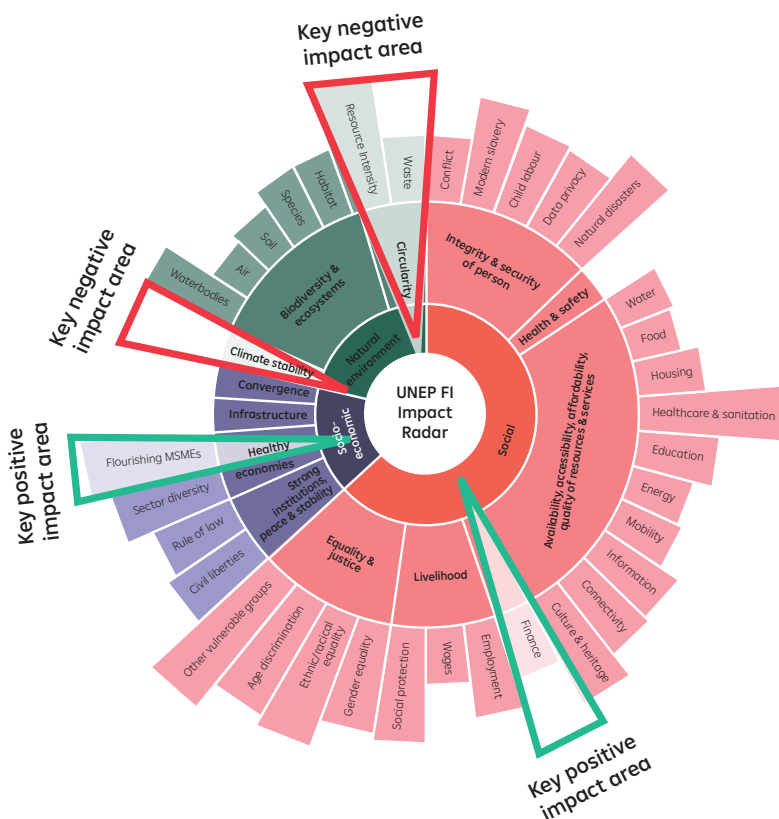 Key negative
impact area
Resource Intensity
Waste
Circularity
Conflict
Modern slavery
Child labour
Data privacy
Natural disasters
Integrity & security
of person
Health & safety
Water
Food
Housing
Healthcare & sanitation
Education
Energy
Mobility
Information
Connectivity
Culture & heritage
Finance
Availability, accessibility, affordability,
quality of resources & services
Social
UNEP FI
Impact
Radar
Key positive
impact area
Employment
Wages
Social protection
Livelihood
Gender equality
Ethnic/racial
equality
Age discrimination
Other vulnerable groups
Equality &
justice
Civil liberties
Rule of law
Sector diversity
Flourishing MSMEs
Strong
institutions,
peace & stability
Healthy
economies
Infrastructure
Convergence
Socio-
economic
Key positive
impact area
Climate stability
Key negative
impact area
Waterbodies
Air
Soil
Species
Habitat
Biodiversity &
ecosystems
Natural
environment